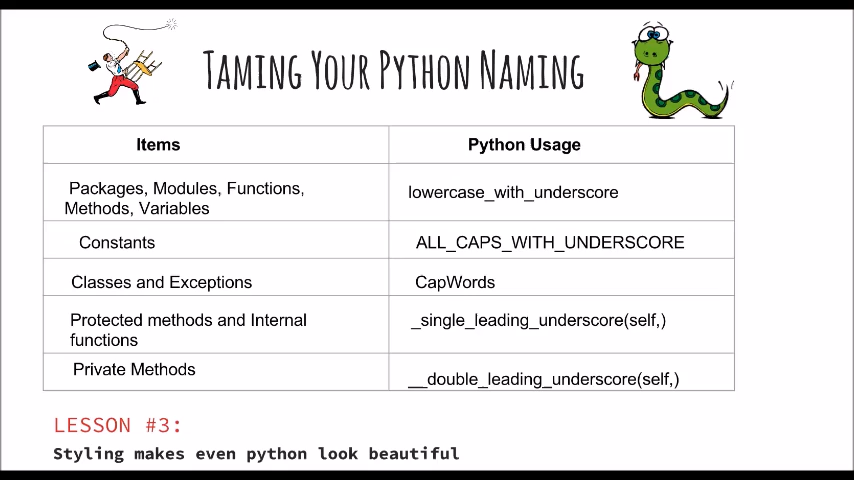 TAMING YOUR PYTHON NAMING
Items
Python Usage
Packages, Modules, Functions,
Methods, Variables
lowercase_with_underscore
Constants
ALL_CAPS_WITH_UNDERSCORE
Classes and Exceptions
CapWords
Protected methods and Internal
functions
_single_leading_underscore(self,)
Private Methods
__double_leading_underscore(self,)
LESSON #3:
Styling makes even python look beautiful